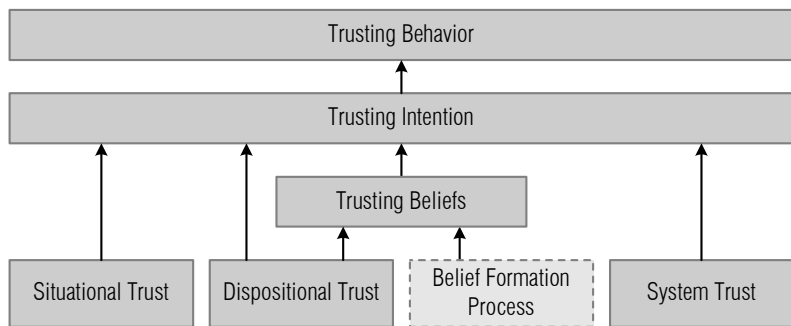 Trusting Behavior
Trusting Intention
Trusting Beliefs
Situational Trust
Dispositional Trust
Belief Formation
Process
System Trust